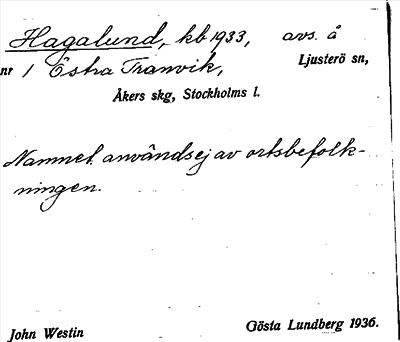 Hagalund, kb 1933, avs. å
nr 1 Östra Tranvik, Ljusterö sn,
Åkers skg, Stockholms l.
Namnet användsej av ortsbefolk-
ningen.
John Westin Gösta Lundberg 1936.